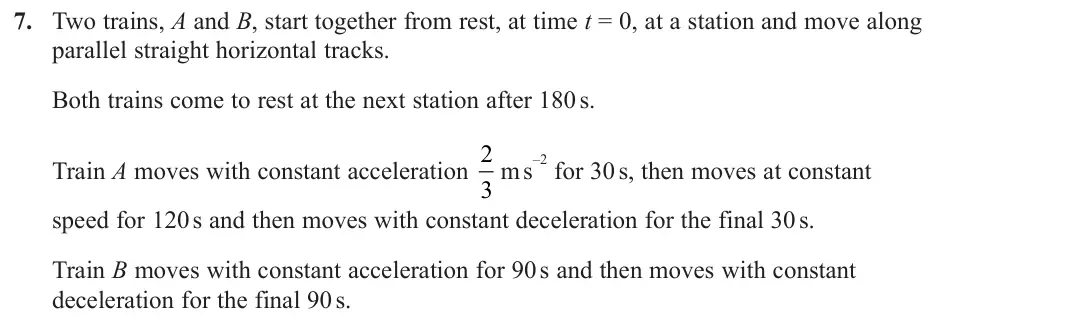 7. Two trains, A and B, start together from rest, at time t = 0, at a station and move along
parallel straight horizontal tracks.
Both trains come to rest at the next station after 180 s.
Train A moves with constant acceleration 2/3 m s⁻² for 30 s, then moves at constant
speed for 120 s and then moves with constant deceleration for the final 30 s.
Train B moves with constant acceleration for 90 s and then moves with constant
deceleration for the final 90 s.